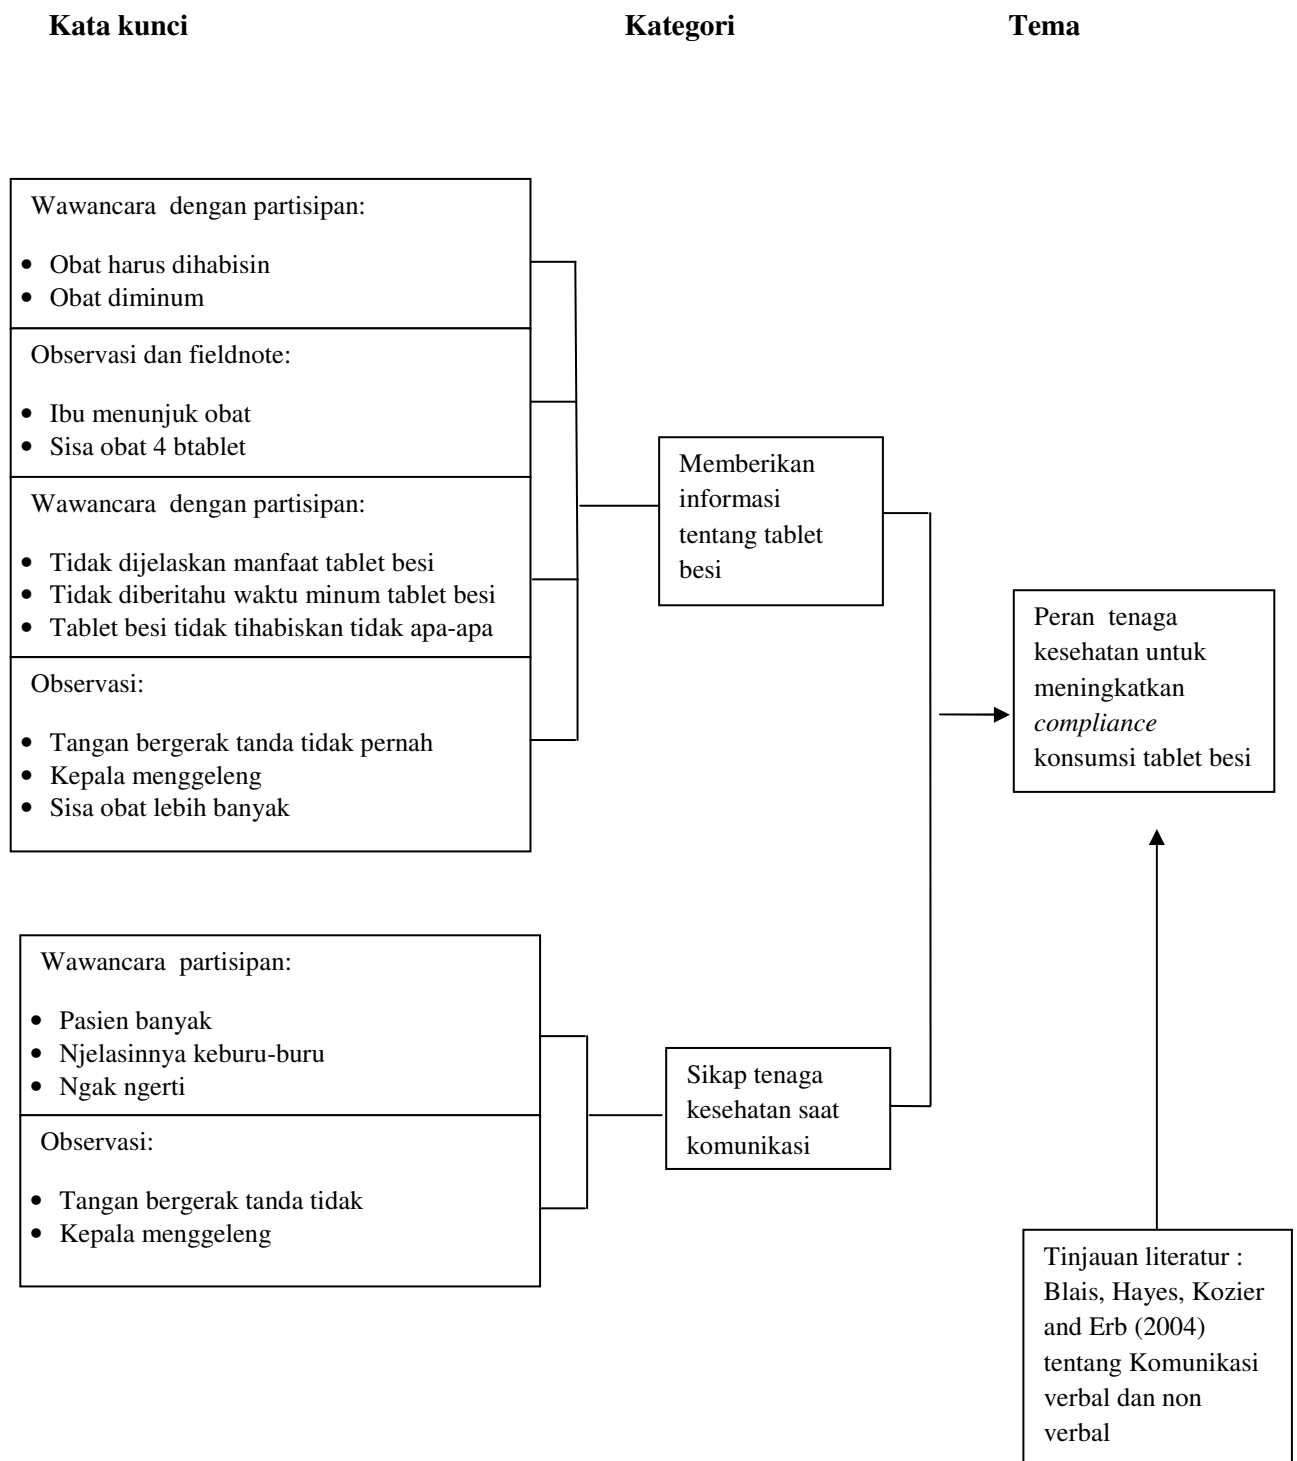 Kata kunci Kategori Tema
Wawancara dengan partisipan:
• Obat harus dihabisin
• Obat diminum
Observasi dan fieldnote:
• Ibu menunjuk obat
• Sisa obat 4 btablet
Wawancara dengan partisipan:
• Tidak dijelaskan manfaat tablet besi
• Tidak diberitahu waktu minum tablet besi
• Tablet besi tidak tihabiskan tidak apa-apa
Observasi:
• Tangan bergerak tanda tidak pernah
• Kepala menggeleng
• Sisa obat lebih banyak
Memberikan
informasi
tentang tablet
besi
Wawancara partisipan:
• Pasien banyak
• Njelasinnya keburu-buru
• Ngak ngerti
Observasi:
• Tangan bergerak tanda tidak
• Kepala menggeleng
Sikap tenaga
kesehatan saat
komunikasi
Peran tenaga
kesehatan untuk
meningkatkan
compliance
konsumsi tablet besi
Tinjauan literatur :
Blais, Hayes, Kozier
and Erb (2004)
tentang Komunikasi
verbal dan non
verbal